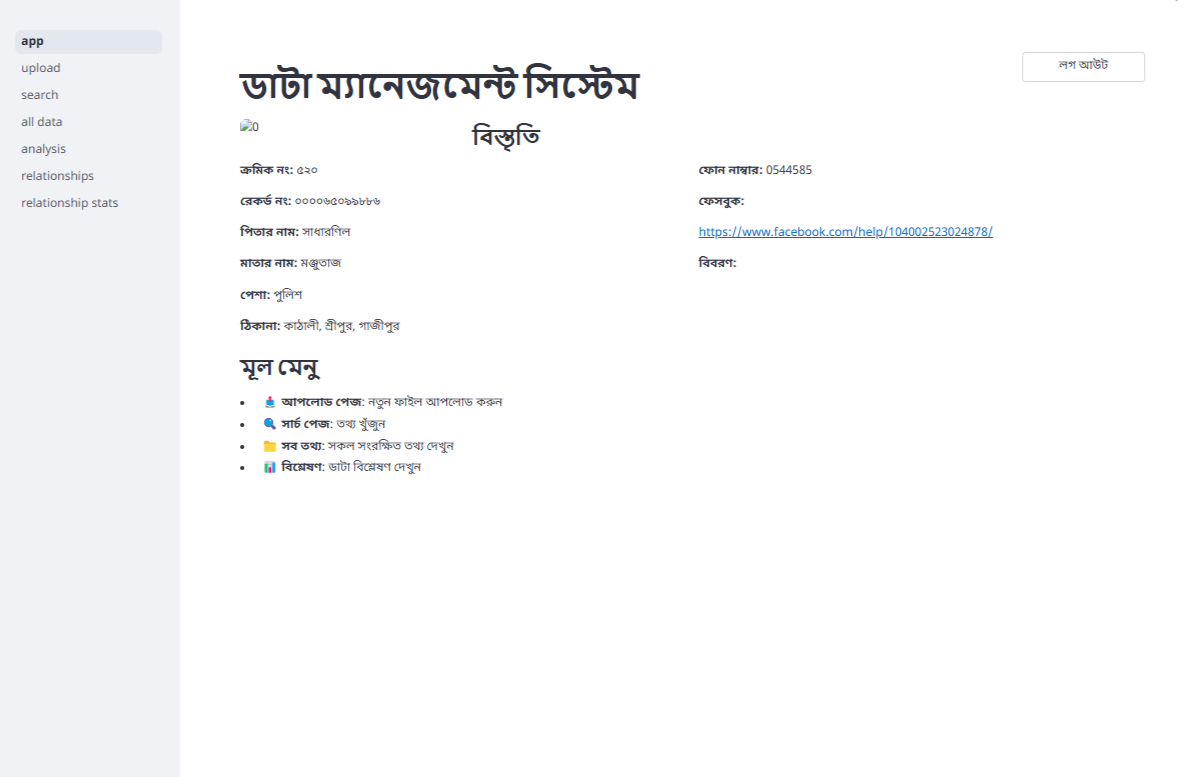 app
upload
search
all data
analysis
relationships
relationship stats
লগ আউট
ডাটা ম্যানেজমেন্ট সিস্টেম
0
বিস্তৃতি
ক্রমিক নং: ৫২০
রেকর্ড নং: ০০০০৬৫০৯৯৮৮৬
পিতার নাম: সাধারণিল
মাতার নাম: মঞ্জুতাজ
পেশা: পুলিশ
ঠিকানা: কাঠালী, শ্রীপুর, গাজীপুর
ফোন নাম্বার: 0544585
ফেসবুক:
https://www.facebook.com/help/104002523024878/
বিবরণ:
মূল মেনু
• আপলোড পেজ: নতুন ফাইল আপলোড করুন
• সার্চ পেজ: তথ্য খুঁজুন
• সব তথ্য: সকল সংরক্ষিত তথ্য দেখুন
• বিশ্লেষণ: ডাটা বিশ্লেষণ দেখুন